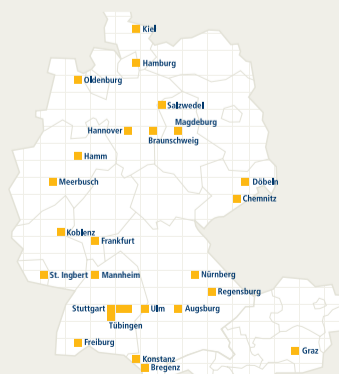 Kiel
Hamburg
Oldenburg
Salzwedel
Magdeburg
Hannover
Braunschweig
Hamm
Meerbusch
Döbeln
Chemnitz
Koblenz
Frankfurt
St. Ingbert
Mannheim
Nürnberg
Regensburg
Stuttgart
Ulm
Augsburg
Tübingen
Freiburg
Graz
Konstanz
Bregenz